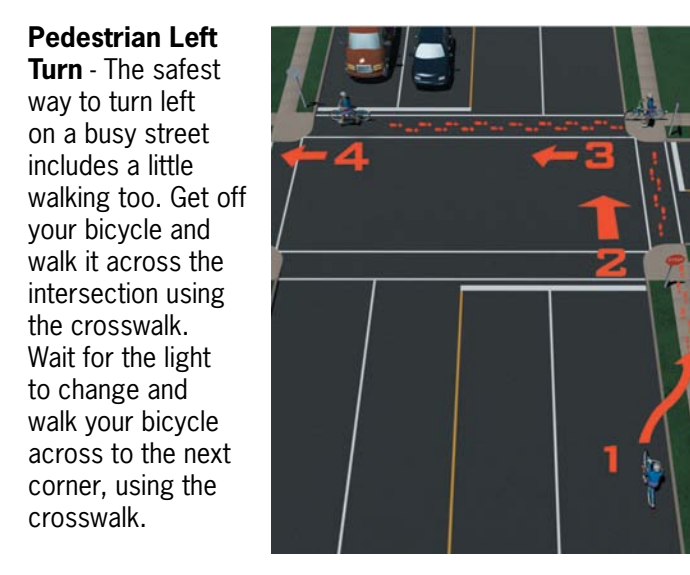 Pedestrian Left
Turn - The safest
way to turn left
on a busy street
includes a little
walking too. Get off
your bicycle and
walk it across the
intersection using
the crosswalk.
Wait for the light
to change and
walk your bicycle
across to the next
corner, using the
crosswalk.
4
3
2
1